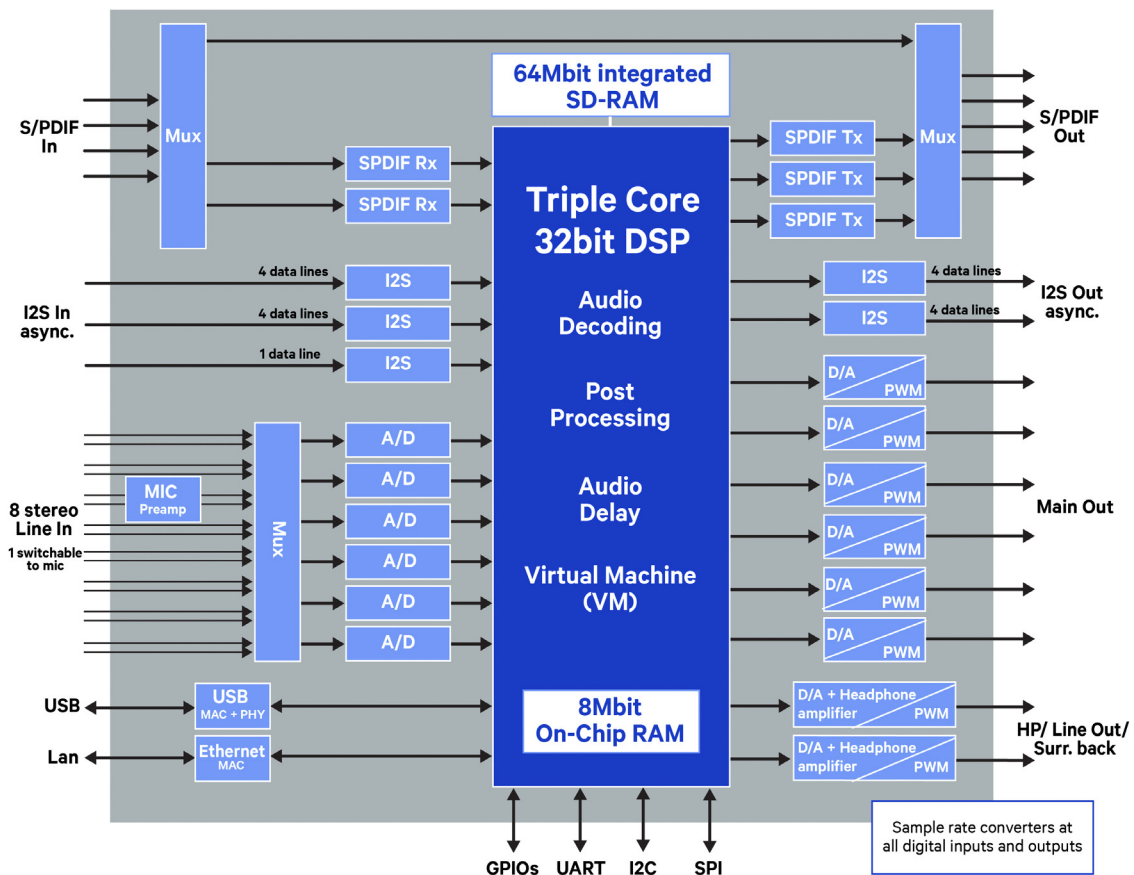 64Mbit integrated
SD-RAM
S/PDIF
In
Mux
SPDIF Rx
SPDIF Rx
Triple Core
32bit DSP
Audio
Decoding
Post
Processing
Audio
Delay
Virtual Machine
(VM)
8Mbit
On-Chip RAM
SPDIF Tx
SPDIF Tx
SPDIF Tx
Mux
S/PDIF
Out
I2S In
async.
4 data lines
I2S
4 data lines
I2S
1 data line
I2S
I2S
4 data lines
I2S
4 data lines
I2S Out
async.
8 stereo
Line In
1 switchable
to mic
MIC
Preamp
Mux
A/D
A/D
A/D
A/D
A/D
A/D
D/A
PWM
D/A
PWM
D/A
PWM
D/A
PWM
D/A
PWM
D/A
PWM
Main Out
USB
USB
MAC + PHY
Lan
Ethernet
MAC
D/A + Headphone
amplifier
PWM
D/A + Headphone
amplifier
PWM
HP/ Line Out/
Surr. back
GPIOs
UART
I2C
SPI
Sample rate converters at
all digital inputs and outputs